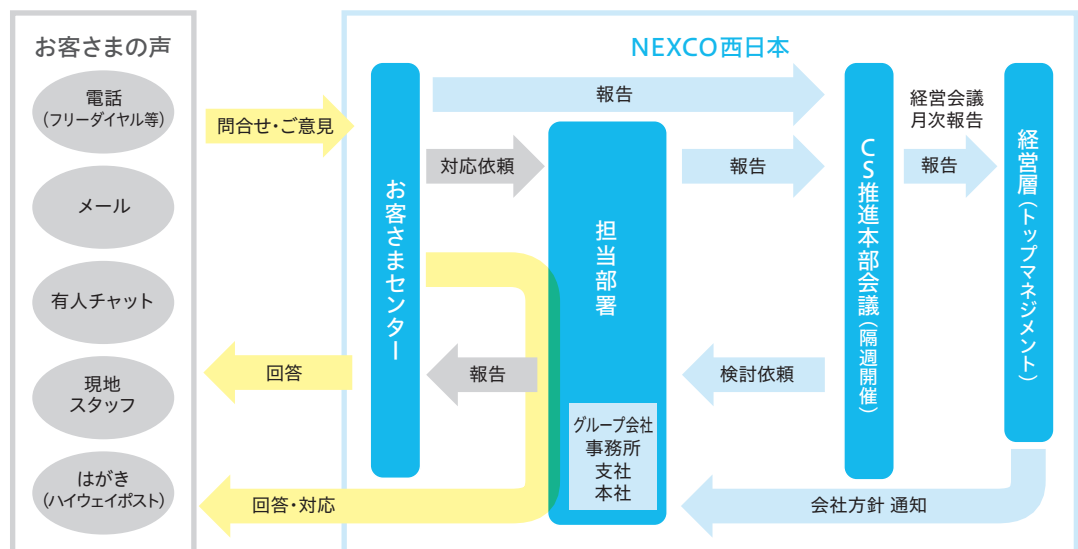 お客さまの声
電話
(フリーダイヤル等)
メール
有人チャット
現地
スタッフ
はがき
(ハイウェイポスト)
NEXCO西日本
問合せ・ご意見
回答
回答・対応
お客さまセンター
報告
対応依頼
報告
担当部署
グループ会社
事務所
支社
本社
報告
検討依頼
CS推進本部会議(隔週開催)
経営会議
月次報告
報告
経営層(トップマネジメント)
会社方針 通知